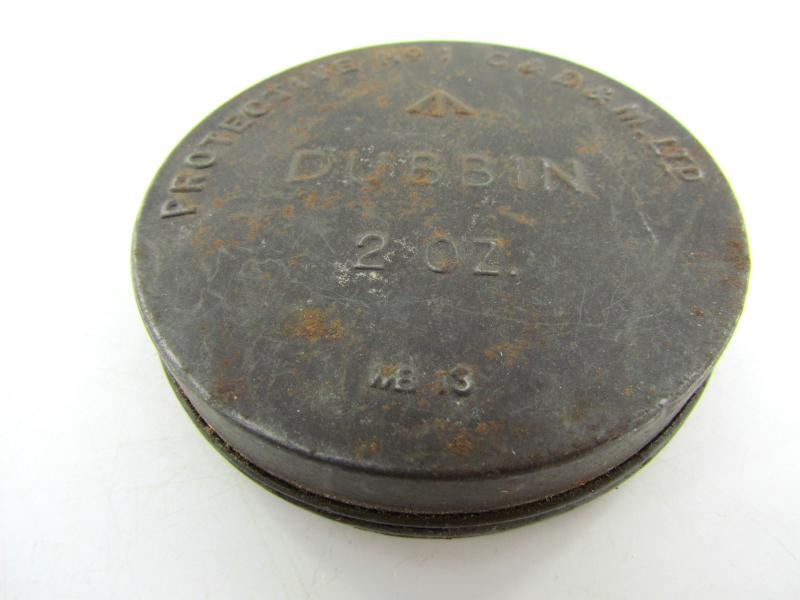 PROTECTIVE No 1 C & D & M. LTD
DUBBIN
2 OZ.
MB 13